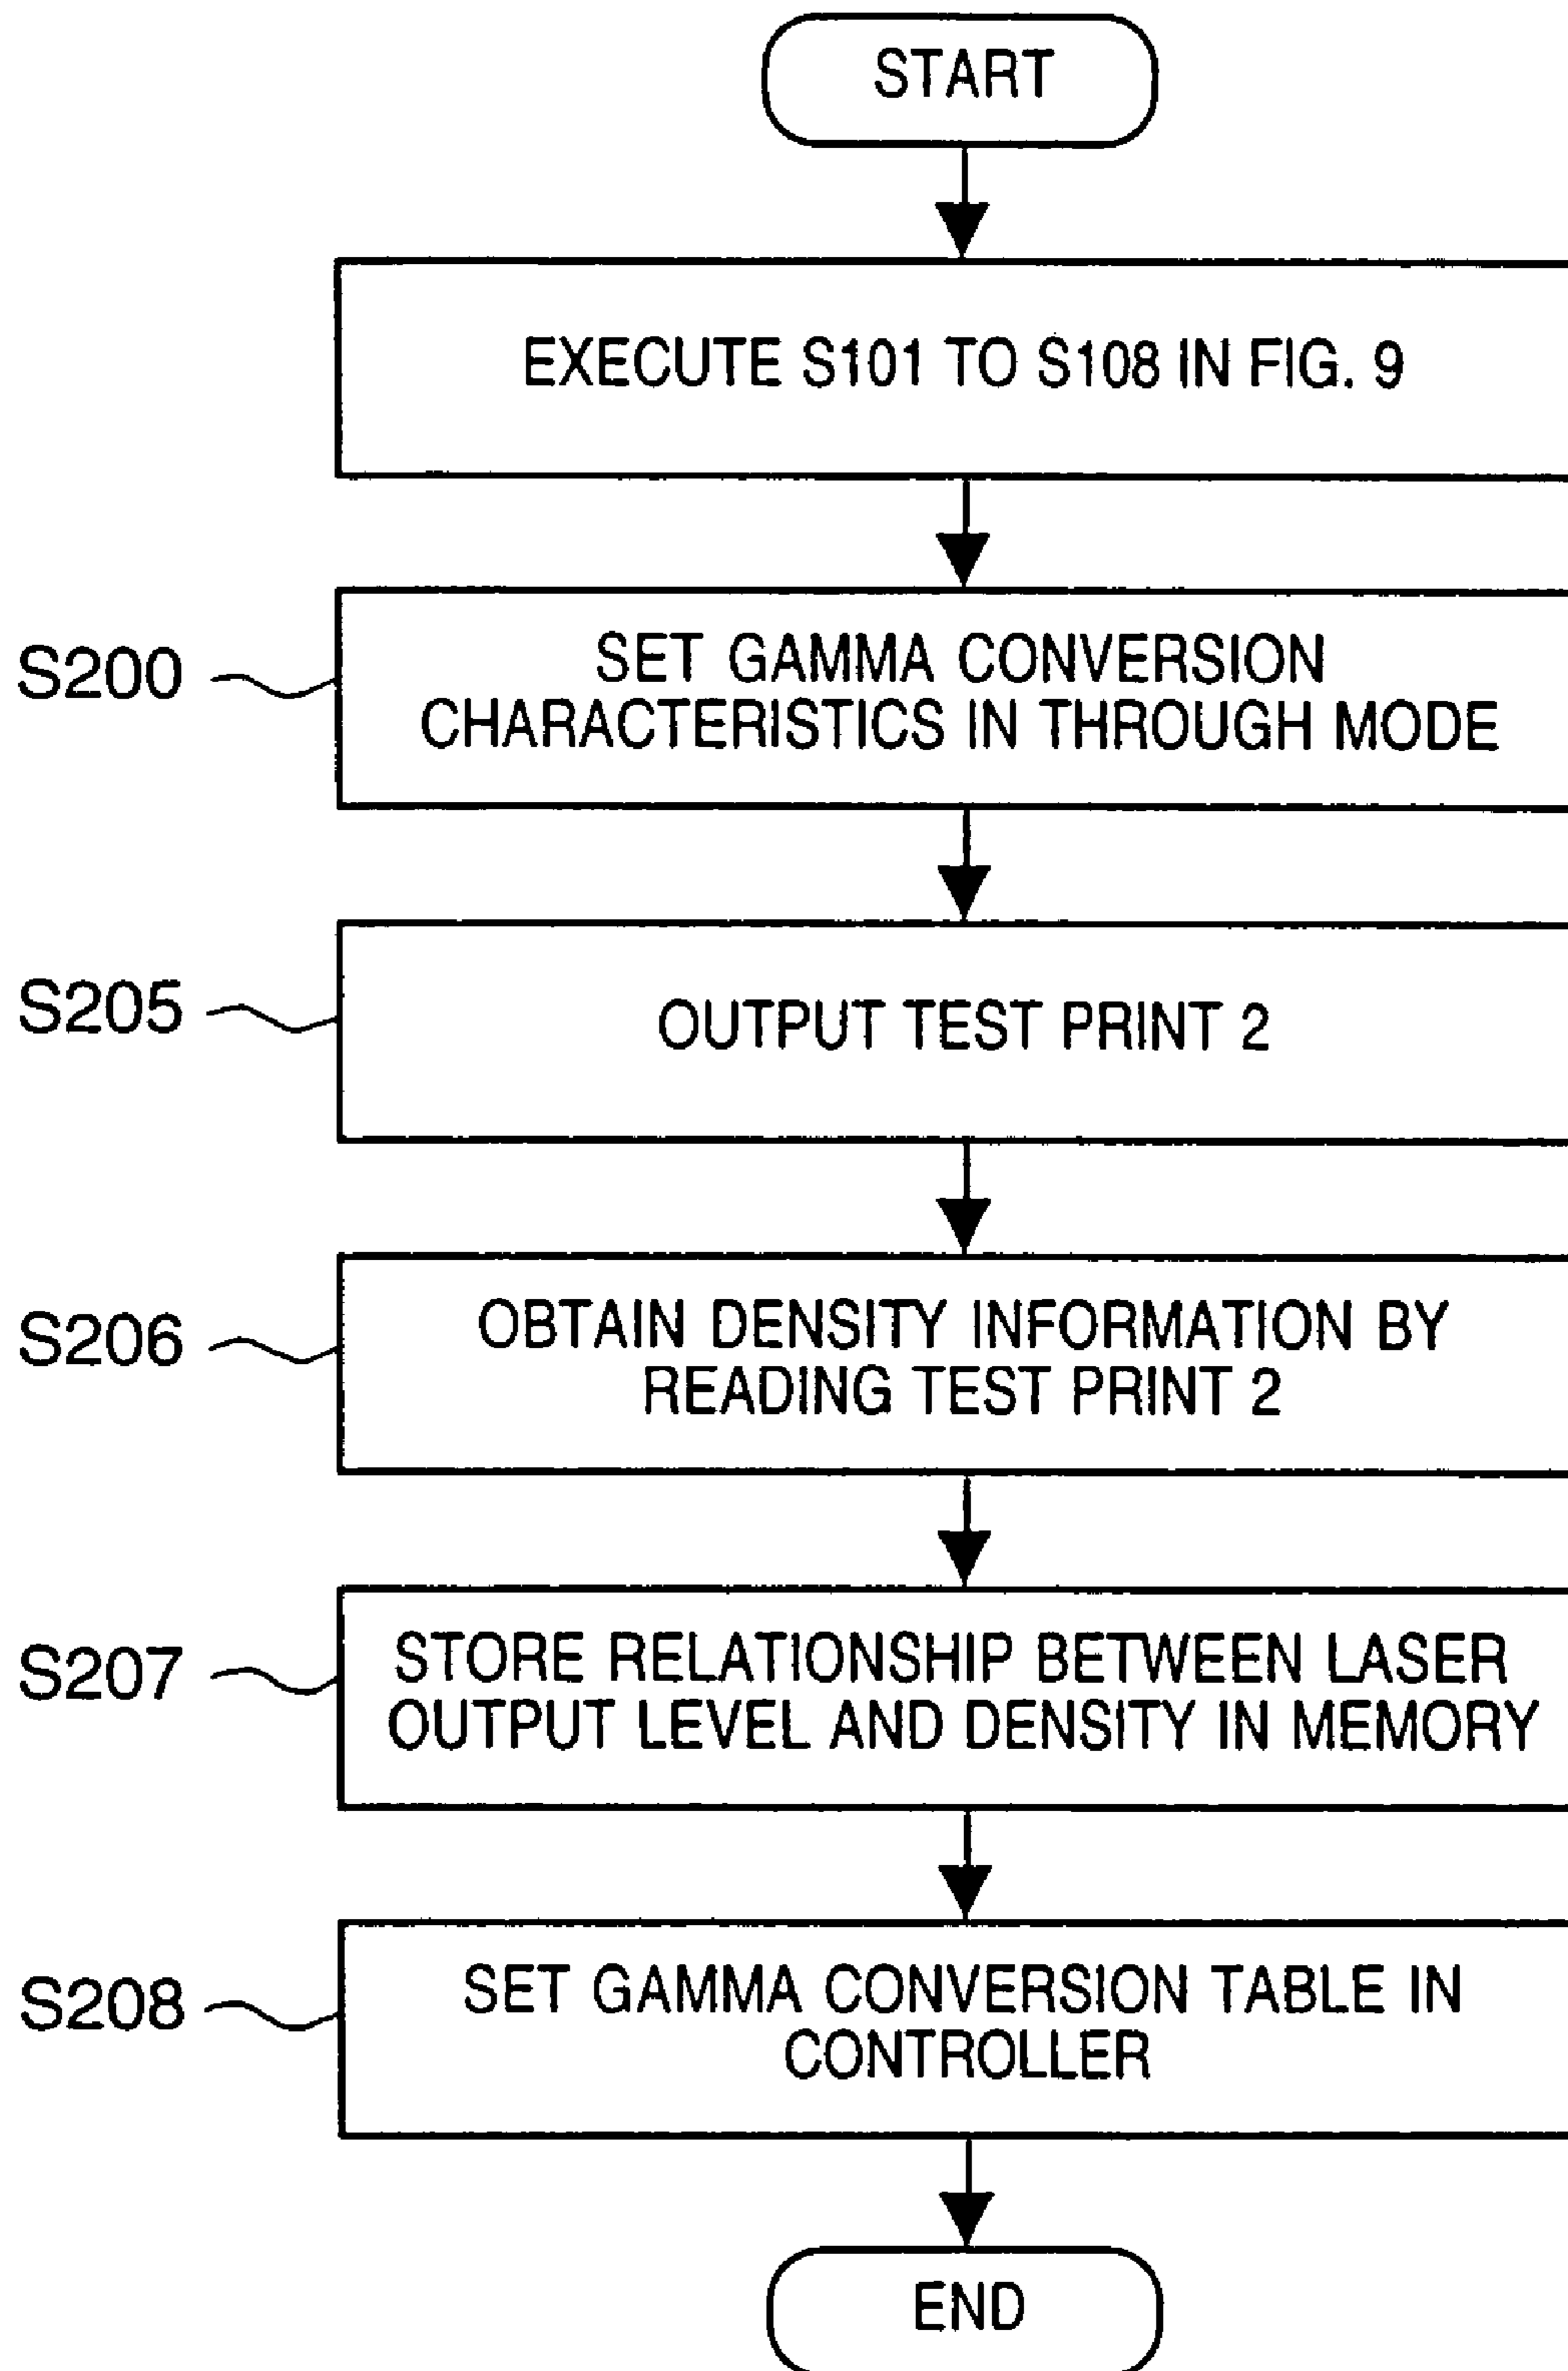 START
EXECUTE S101 TO S108 IN FIG. 9
S200
SET GAMMA CONVERSION
CHARACTERISTICS IN THROUGH MODE
S205
OUTPUT TEST PRINT 2
S206
OBTAIN DENSITY INFORMATION BY
READING TEST PRINT 2
S207
STORE RELATIONSHIP BETWEEN LASER
OUTPUT LEVEL AND DENSITY IN MEMORY
S208
SET GAMMA CONVERSION TABLE IN
CONTROLLER
END